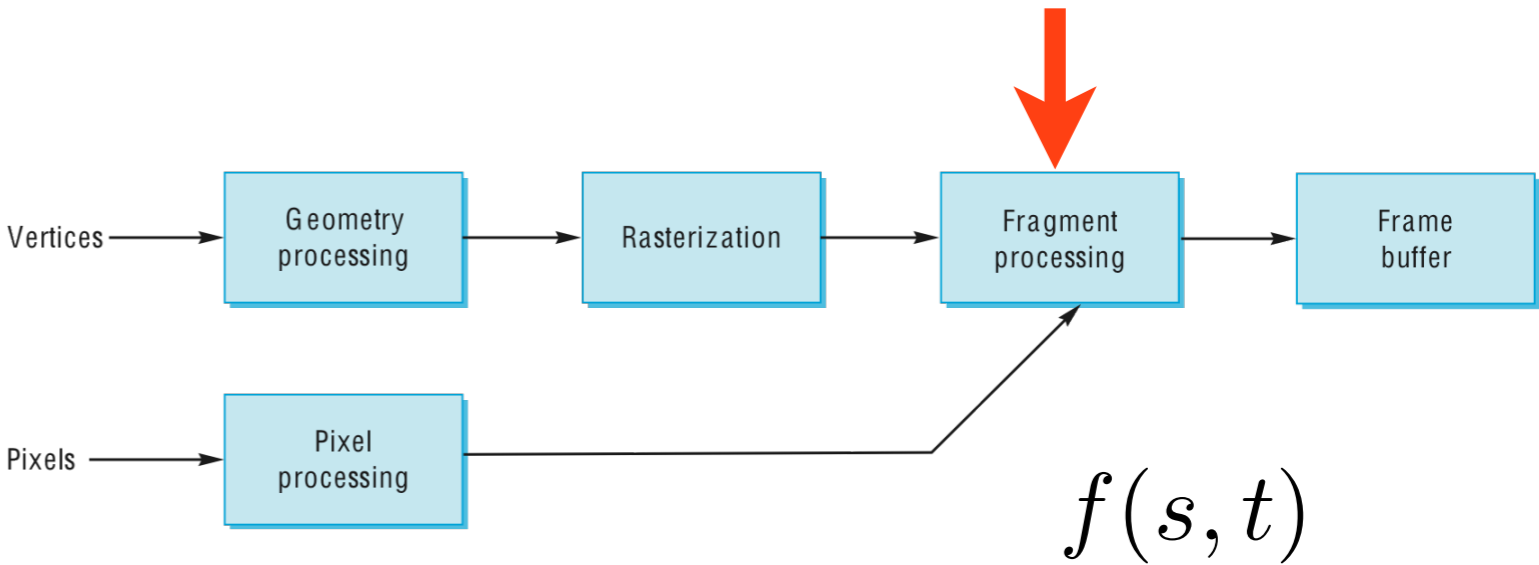 Vertices
Geometry
processing
Rasterization
Fragment
processing
Frame
buffer
Pixels
Pixel
processing
f(s, t)